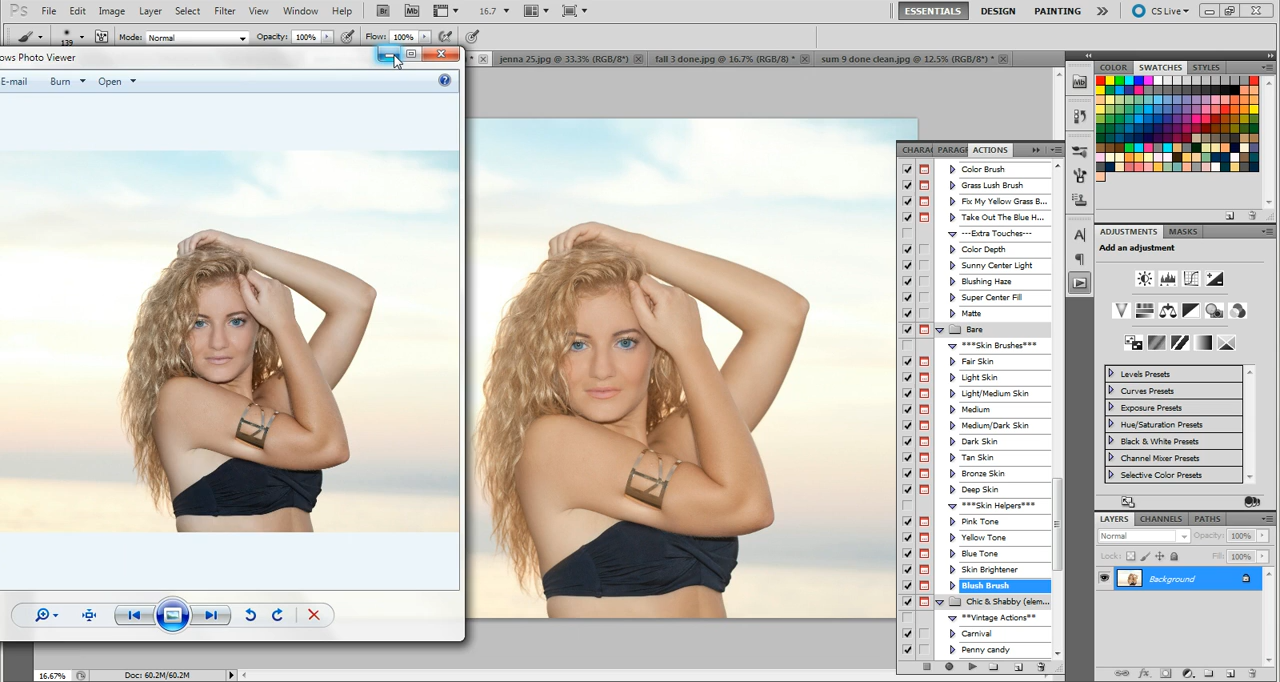 Ps File Edit Image Layer Select Filter View Window Help Br Mb 16.7 ESSENTIALS DESIGN PAINTING CS Live
139 Mode: Normal Opacity: 100% Flow: 100%
ows Photo Viewer
* jenna 25.jpg @ 33.3% (RGB/8*) fall 3 done.jpg @ 16.7% (RGB/8) * sum 9 done clean.jpg @ 12.5% (RGB/8*) *
E-mail Burn Open
COLOR SWATCHES STYLES
Mb
CHARAC PARAGR ACTIONS
Color Brush
Grass Lush Brush
Fix My Yellow Grass B...
Take Out The Blue H...
---Extra Touches---
Color Depth
Sunny Center Light
Blushing Haze
Super Center Fill
Matte
Bare
***Skin Brushes***
Fair Skin
Light Skin
Light/Medium Skin
Medium
Medium/Dark Skin
Dark Skin
Tan Skin
Bronze Skin
Deep Skin
***Skin Helpers***
Pink Tone
Yellow Tone
Blue Tone
Skin Brightener
Blush Brush
Chic & Shabby (elem...
**Vintage Actions**
Carnival
Penny candy
ADJUSTMENTS MASKS
Add an adjustment
Levels Presets
Curves Presets
Exposure Presets
Hue/Saturation Presets
Black & White Presets
Channel Mixer Presets
Selective Color Presets
LAYERS CHANNELS PATHS
Normal Opacity: 100%
Lock: Fill: 100%
Background
16.67% Doc: 60.2M/60.2M